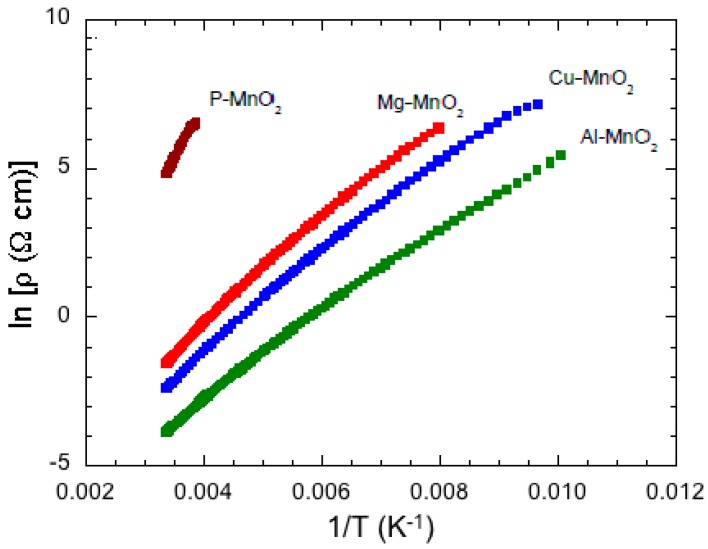 10
P-MnO₂
Mg-MnO₂
Cu-MnO₂
Al-MnO₂
5
0
-5
ln [ρ (Ω cm)]
0.002 0.004 0.006 0.008 0.010 0.012
1/T (K⁻¹)